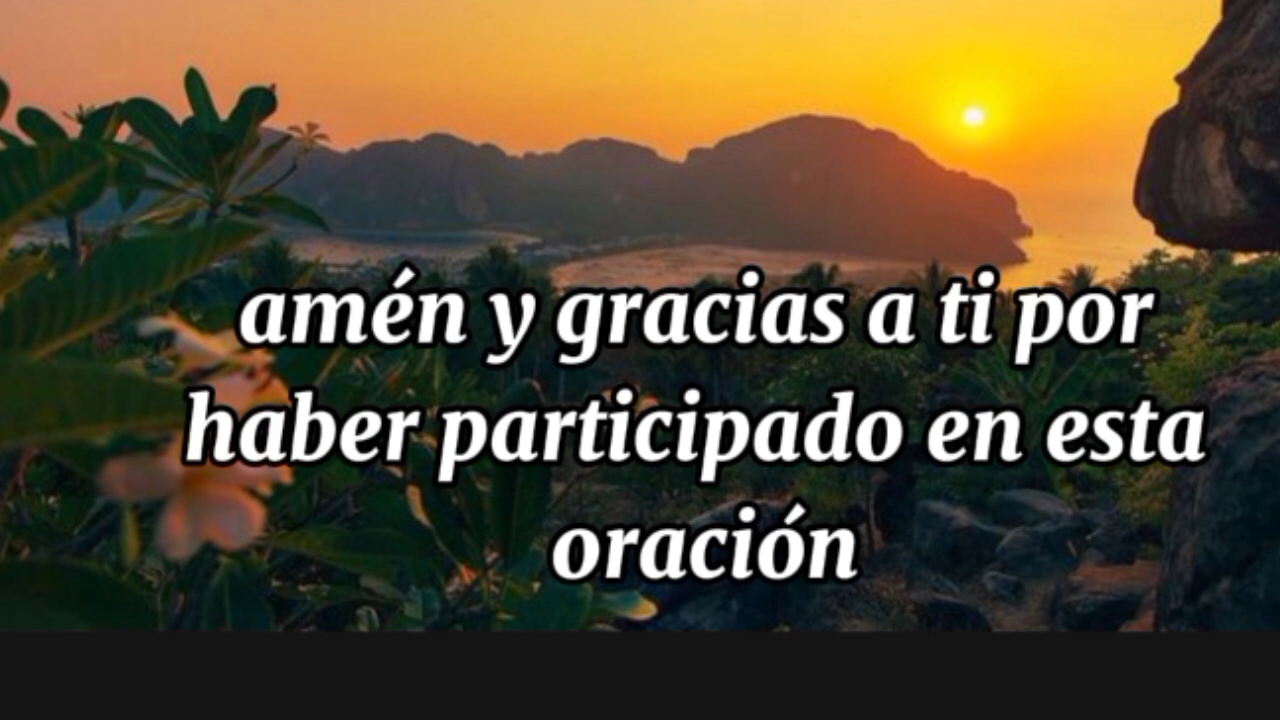 amén y gracias a ti por
haber participado en esta
oración